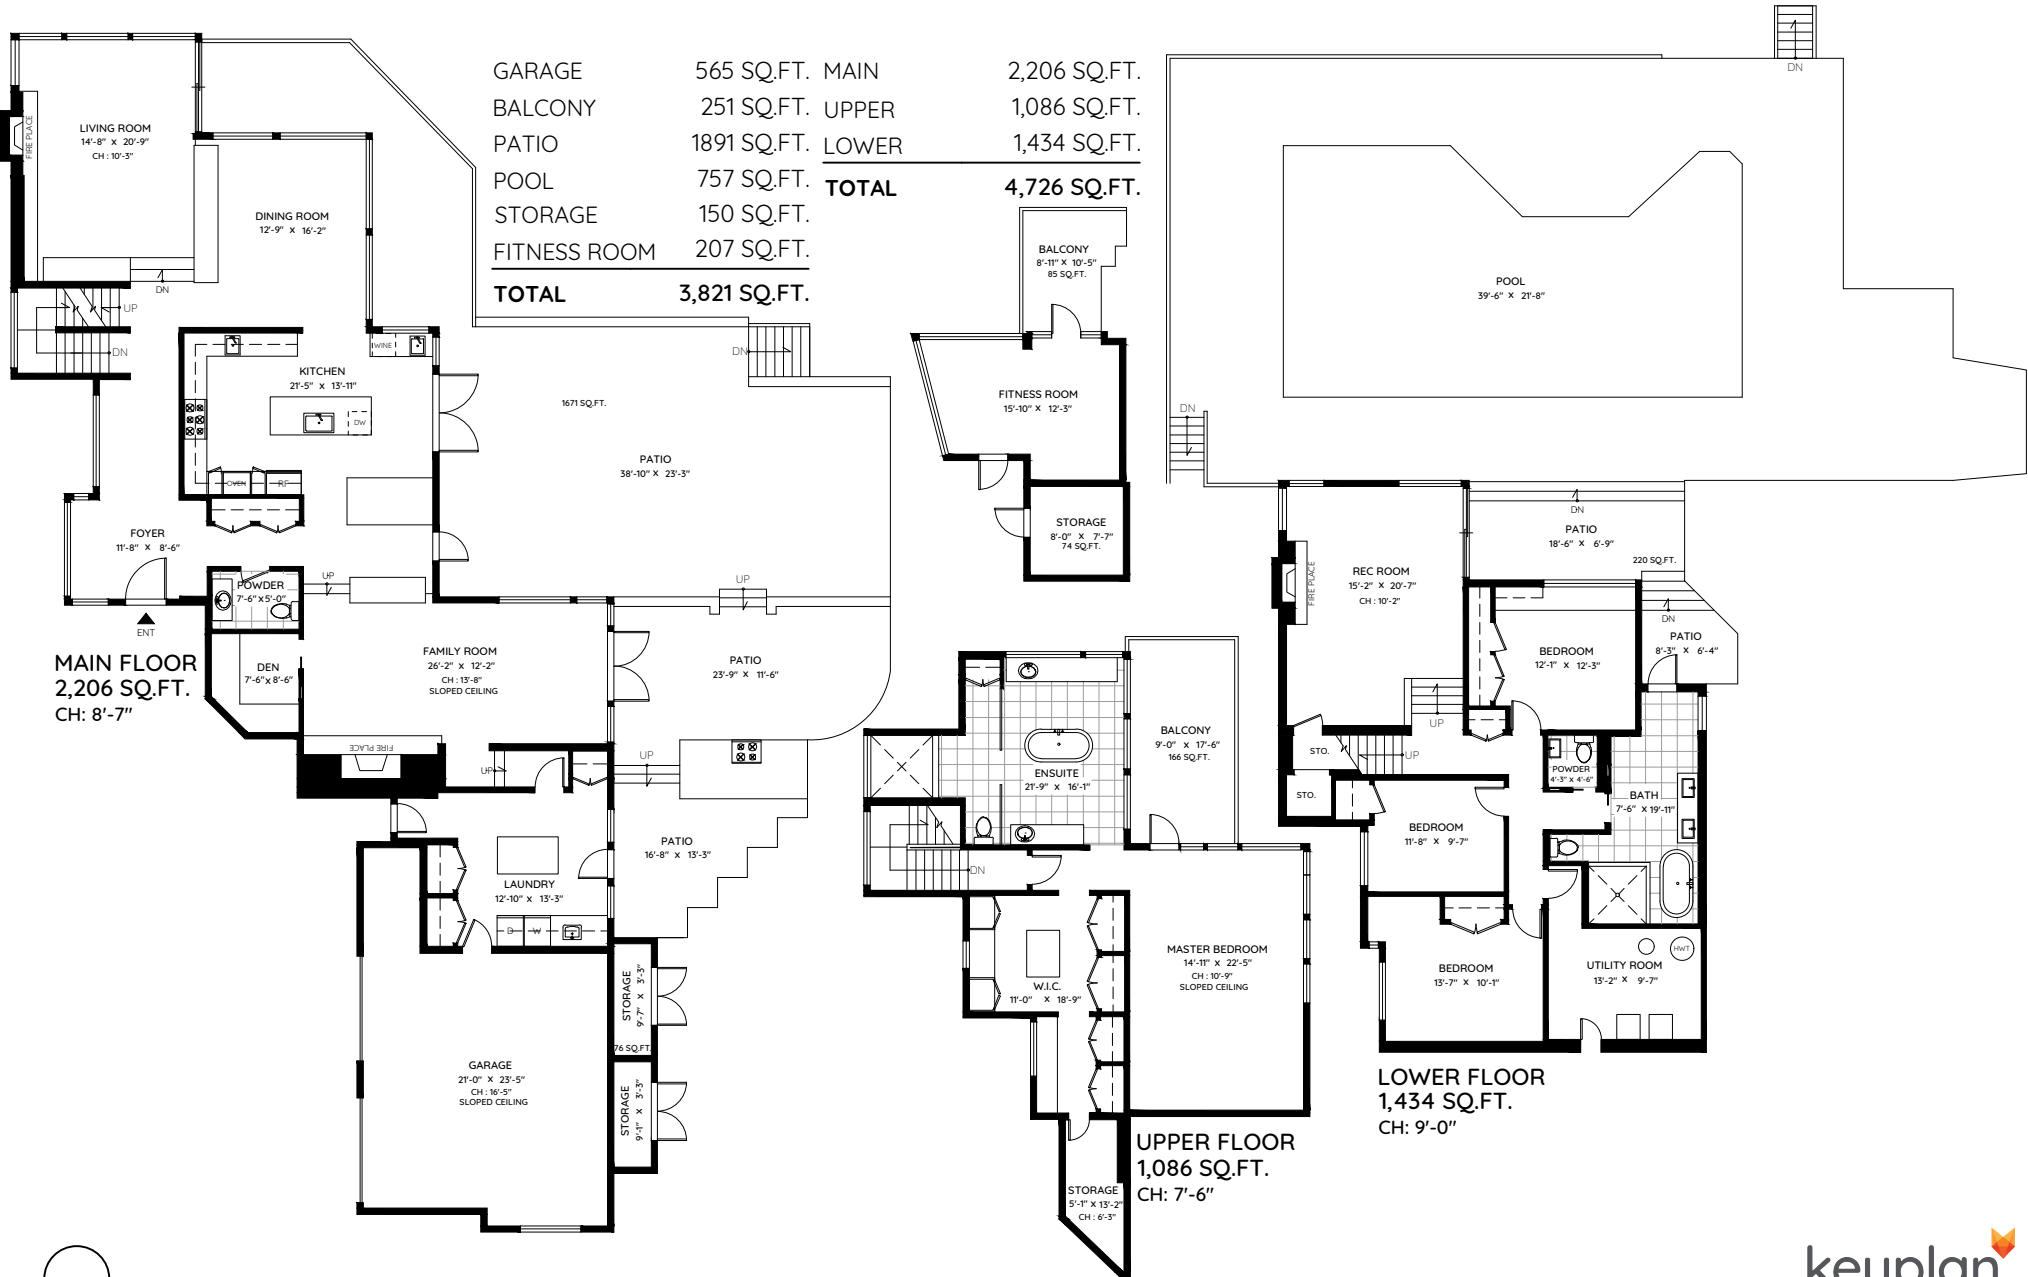 GARAGE 565 SQ.FT.
BALCONY 251 SQ.FT.
PATIO 1891 SQ.FT.
POOL 757 SQ.FT.
STORAGE 150 SQ.FT.
FITNESS ROOM 207 SQ.FT.
TOTAL 3,821 SQ.FT.
MAIN 2,206 SQ.FT.
UPPER 1,086 SQ.FT.
LOWER 1,434 SQ.FT.
TOTAL 4,726 SQ.FT.
LIVING ROOM
14'-8" x 20'-9"
CH : 10'-3"
FIRE PLACE
DINING ROOM
12'-9" x 16'-2"
DN
UP
DN
WINE
KITCHEN
21'-5" x 13'-11"
DW
OVEN
RF
FOYER
11'-8" x 8'-6"
ENT
POWDER
7'-6" x 5'-0"
UP
DEN
7'-6" x 8'-6"
FAMILY ROOM
26'-2" x 12'-2"
CH : 13'-8"
SLOPED CEILING
FIRE PLACE
UP
LAUNDRY
12'-10" x 13'-3"
D
W
GARAGE
21'-0" x 23'-5"
CH : 16'-5"
SLOPED CEILING
STORAGE
9'-7" x 3'-3"
76 SQ.FT.
STORAGE
9'-1" x 3'-3"
DN
1671 SQ.FT.
PATIO
38'-10" x 23'-3"
UP
PATIO
23'-9" x 11'-6"
UP
PATIO
16'-8" x 13'-3"
MAIN FLOOR
2,206 SQ.FT.
CH: 8'-7"
BALCONY
8'-11" x 10'-5"
85 SQ.FT.
FITNESS ROOM
15'-10" x 12'-3"
STORAGE
8'-0" x 7'-7"
74 SQ.FT.
BALCONY
9'-0" x 17'-6"
166 SQ.FT.
ENSUITE
21'-9" x 16'-1"
DN
W.I.C.
11'-0" x 18'-9"
MASTER BEDROOM
14'-11" x 22'-5"
CH : 10'-9"
SLOPED CEILING
STORAGE
5'-1" x 13'-2"
CH : 6'-3"
UPPER FLOOR
1,086 SQ.FT.
CH: 7'-6"
DN
POOL
39'-6" x 21'-8"
DN
DN
PATIO
18'-6" x 6'-9"
220 SQ.FT.
REC ROOM
15'-2" x 20'-7"
CH : 10'-2"
FIRE PLACE
DN
PATIO
8'-3" x 6'-4"
BEDROOM
12'-1" x 12'-3"
UP
UP
STO.
STO.
POWDER
4'-3" x 4'-6"
BATH
7'-6" x 19'-11"
BEDROOM
11'-8" x 9'-7"
BEDROOM
13'-7" x 10'-1"
UTILITY ROOM
13'-2" x 9'-7"
HWT
LOWER FLOOR
1,434 SQ.FT.
CH: 9'-0"
keyplan